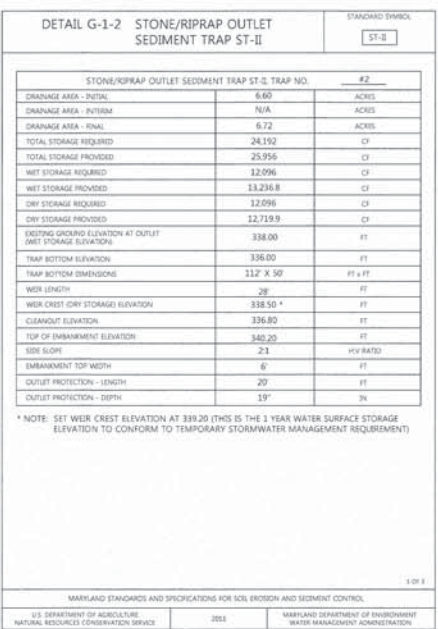 DETAIL G-1-2 STONE/RIPRAP OUTLET
SEDIMENT TRAP ST-II
STANDARD SYMBOL
ST-II
STONE/RIPRAP OUTLET SEDIMENT TRAP ST-II, TRAP NO. #2
DRAINAGE AREA - INITIAL 6.60 ACRES
DRAINAGE AREA - INTERIM N/A ACRES
DRAINAGE AREA - FINAL 6.72 ACRES
TOTAL STORAGE REQUIRED 24,192 CF
TOTAL STORAGE PROVIDED 25,956 CF
WET STORAGE REQUIRED 12,096 CF
WET STORAGE PROVIDED 13,236.8 CF
DRY STORAGE REQUIRED 12,096 CF
DRY STORAGE PROVIDED 12,719.9 CF
EXISTING GROUND ELEVATION AT OUTLET
(WET STORAGE ELEVATION) 338.00 FT
TRAP BOTTOM ELEVATION 336.00 FT
TRAP BOTTOM DIMENSIONS 112' X 50' FT x FT
WEIR LENGTH 28' FT
WEIR CREST (DRY STORAGE) ELEVATION 338.50 * FT
CLEANOUT ELEVATION 336.80 FT
TOP OF EMBANKMENT ELEVATION 340.20 FT
SIDE SLOPE 2:1 H:V RATIO
EMBANKMENT TOP WIDTH 6' FT
OUTLET PROTECTION - LENGTH 20' FT
OUTLET PROTECTION - DEPTH 19" IN
* NOTE: SET WEIR CREST ELEVATION AT 339.20 (THIS IS THE 1 YEAR WATER SURFACE STORAGE
ELEVATION TO CONFORM TO TEMPORARY STORMWATER MANAGEMENT REQUIREMENT)
1 OF 3
MARYLAND STANDARDS AND SPECIFICATIONS FOR SOIL EROSION AND SEDIMENT CONTROL
U.S. DEPARTMENT OF AGRICULTURE
NATURAL RESOURCES CONSERVATION SERVICE
2011
MARYLAND DEPARTMENT OF ENVIRONMENT
WATER MANAGEMENT ADMINISTRATION